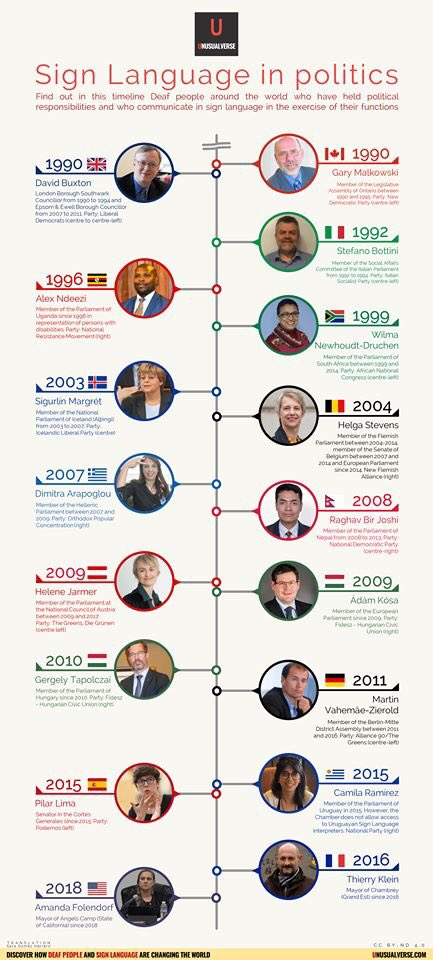 U
UNUSUALVERSE
Sign Language in politics
Find out in this timeline Deaf people around the world who have held political
responsibilities and who communicate in sign language in the exercise of their functions
1990
David Buxton
London Borough Southwark
Councillor from 1990 to 1994 and
Epsom & Ewell Borough Councillor
from 2007 to 2011. Party: Liberal
Democrats (centre to centre-left)
1990
Gary Malkowski
Member of the Legislative
Assembly of Ontario between
1990 and 1995. Party: New
Democratic Party (centre-left)
1992
Stefano Bottini
Member of the Social Affairs
Committee of the Italian Parliament
from 1992 to 1994. Party: Italian
Socialist Party (centre-left)
1996
Alex Ndeezi
Member of the Parliament of
Uganda since 1996 in
representation of persons with
disabilities. Party: National
Resistance Movement (right)
1999
Wilma
Newhoudt-Druchen
Member of the Parliament of
South Africa between 1999 and
2014. Party: African National
Congress (centre-left)
2003
Sigurlin Margrét
Member of the National
Parliament of Iceland (Alþingi)
from 2003 to 2007. Party:
Icelandic Liberal Party (centre)
2004
Helga Stevens
Member of the Flemish
Parliament between 2004-2014,
member of the Senate of
Belgium between 2007 and
2014 and European Parliament
since 2014. New Flemish
Alliance (right)
2007
Dimitra Arapoglou
Member of the Hellenic
Parliament between 2007 and
2009. Party: Orthodox Popular
Concentration (right)
2008
Raghav Bir Joshi
Member of the Parliament of
Nepal from 2008 to 2013. Party:
National Democratic Party
(centre-right)
2009
Helene Jarmer
Member of the Parliament at
the National Council of Austria
between 2009 and 2017.
Party: The Greens, Die Grünen
(centre left)
2009
Ádám Kósa
Member of the European
Parliament since 2009. Party:
Fidesz - Hungarian Civic
Union (right)
2010
Gergely Tapolczai
Member of the Parliament of
Hungary since 2010. Party: Fidesz
- Hungarian Civic Union (right)
2011
Martin
Vahemäe-Zierold
Member of the Berlin-Mitte
District Assembly between 2011
and 2016. Party: Alliance 90/The
Greens (centre-left)
2015
Pilar Lima
Senator in the Cortes
Generales since 2015. Party:
Podemos (left)
2015
Camila Ramírez
Member of the Parliament of
Uruguay in 2015. However, the
Chamber does not allow access
to Uruguayan Sign Language
interpreters. National Party (right)
2016
Thierry Klein
Mayor of Chambrey
(Grand Est) since 2016
2018
Amanda Folendorf
Mayor of Angels Camp (State
of California) since 2018
TRANSLATION
Sara Gómez Herrero
CC BY-ND 4.0
DISCOVER HOW DEAF PEOPLE AND SIGN LANGUAGE ARE CHANGING THE WORLD
UNUSUALVERSE.COM